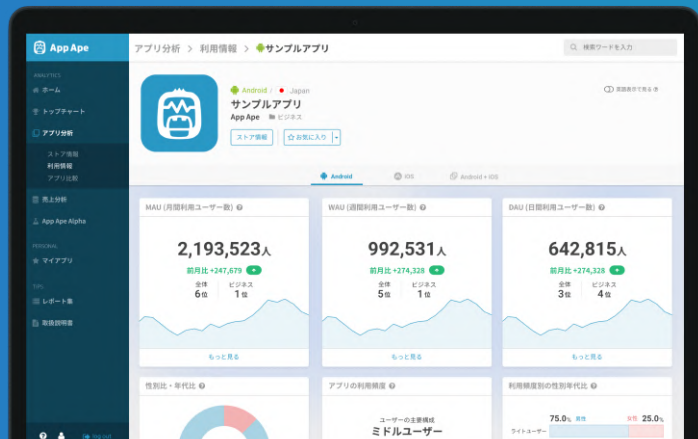 App Ape
アプリ分析 > 利用情報 > サンプルアプリ
検索ワードを入力
ANALYTICS
ホーム
トップチャート
アプリ分析
ストア情報
利用情報
アプリ比較
売上分析
App Ape Alpha
PERSONAL
マイアプリ
TIPS
レポート集
取扱説明書
log out
Android / Japan
サンプルアプリ
App Ape ビジネス
ストア情報 お気に入り
Android iOS Android + iOS
MAU (月間利用ユーザー数)
2,193,523人
前月比 +247,679
全体 ビジネス
6位 1位
もっと見る
WAU (週間利用ユーザー数)
992,531人
前月比 +274,328
全体 ビジネス
5位 1位
もっと見る
DAU (日間利用ユーザー数)
642,815人
前月比 +274,328
全体 ビジネス
3位 4位
もっと見る
性別比・年代比
アプリの利用頻度
ユーザーの主要構成
ミドルユーザー
利用頻度別の性別年代比
75.0% 男性 女性 25.0%
ライトユーザー